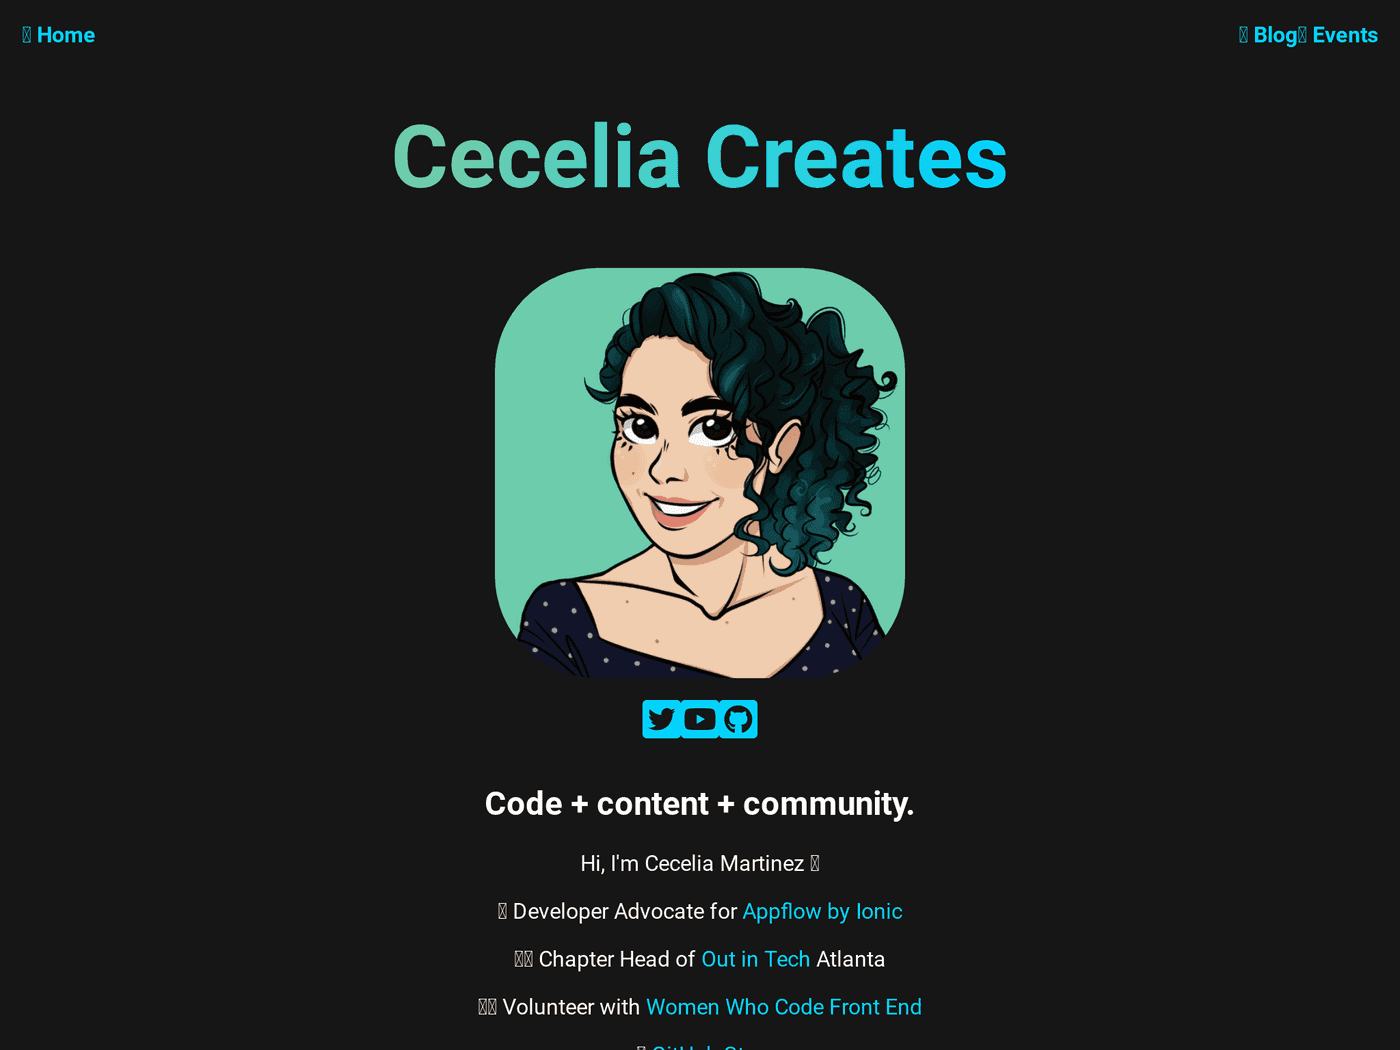 Home
Blog Events
Cecelia Creates
Code + content + community.
Hi, I'm Cecelia Martinez
Developer Advocate for Appflow by Ionic
Chapter Head of Out in Tech Atlanta
Volunteer with Women Who Code Front End